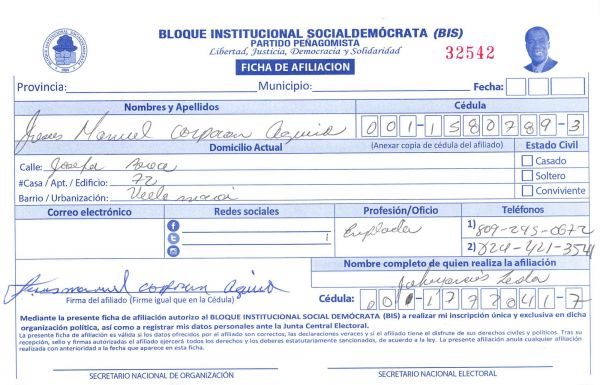 BLOQUE INSTITUCIONAL SOCIALDEMÓCRATA (BIS)
PARTIDO PEÑAGOMISTA
Libertad, Justicia, Democracia y Solidaridad
32542
FICHA DE AFILIACION
Provincia: Municipio: Fecha:
Nombres y Apellidos Cédula
Manuel Corporan Aquino 001-1580789-3
Domicilio Actual (Anexar copia de cédula del afiliado) Estado Civil
Calle: Josefa
#Casa / Apt. / Edificio: 72
Barrio / Urbanización:
Casado
Soltero
Conviviente
Correo electrónico Redes sociales Profesión/Oficio Teléfonos
Emplado 1) 809-245-0672
2)
Nombre completo de quien realiza la afiliación
manuel corporan aquino
Firma del afiliado (Firme igual que en la Cédula)
Cédula: 001-1772041-7
Mediante la presente ficha de afiliación autorizo al BLOQUE INSTITUCIONAL SOCIAL DEMÓCRATA (BIS) a realizar mi inscripción única y exclusiva en dicha
organización política, así como a registrar mis datos personales ante la Junta Central Electoral.
La presente ficha de afiliación es válida si los datos ofrecidos por el afiliado son correctos, las declaraciones veraces y si el afiliado tiene el disfrute de sus derechos civiles y políticos. Tras su
recepción, sello y firmas autorizadas el afiliado ejercerá todos los derechos y los deberes estatutariamente sancionados, de acuerdo a la ley. La presente afiliación anula cualquier afiliación
realizada con anterioridad a la fecha que aparece en esta ficha.
SECRETARIO NACIONAL DE ORGANIZACIÓN SECRETARIO NACIONAL ELECTORAL